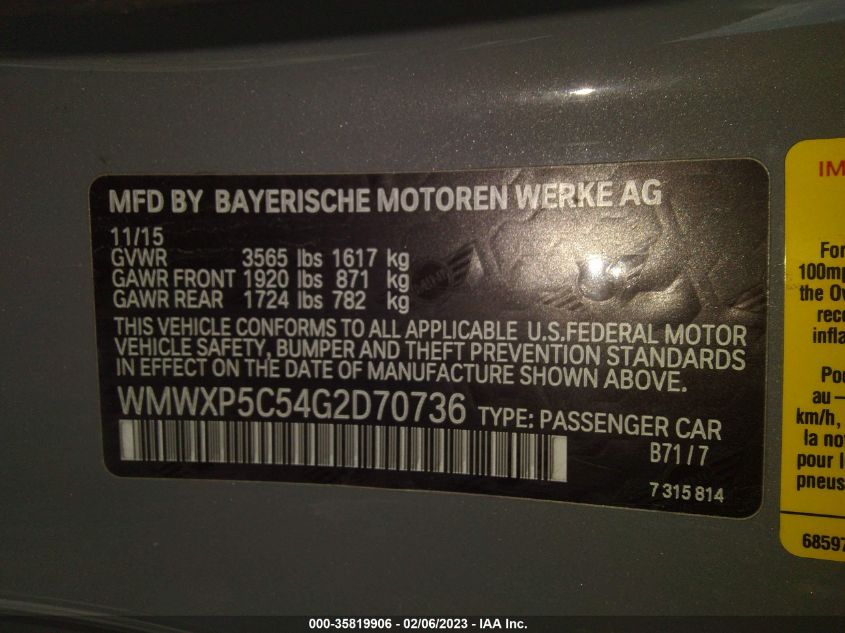 MFD BY BAYERISCHE MOTOREN WERKE AG
11/15
GVWR 3565 lbs 1617 kg
GAWR FRONT 1920 lbs 871 kg
GAWR REAR 1724 lbs 782 kg
THIS VEHICLE CONFORMS TO ALL APPLICABLE U.S.FEDERAL MOTOR
VEHICLE SAFETY, BUMPER AND THEFT PREVENTION STANDARDS
IN EFFECT ON THE DATE OF MANUFACTURE SHOWN ABOVE.
WMWXP5C54G2D70736 TYPE: PASSENGER CAR
B71/7
7 315 814
IM
For
100mp
the Ov
reco
infla
Pou
au —
km/h,
la no
pour l
pneus
68597
000-35819906 - 02/06/2023 - IAA Inc.